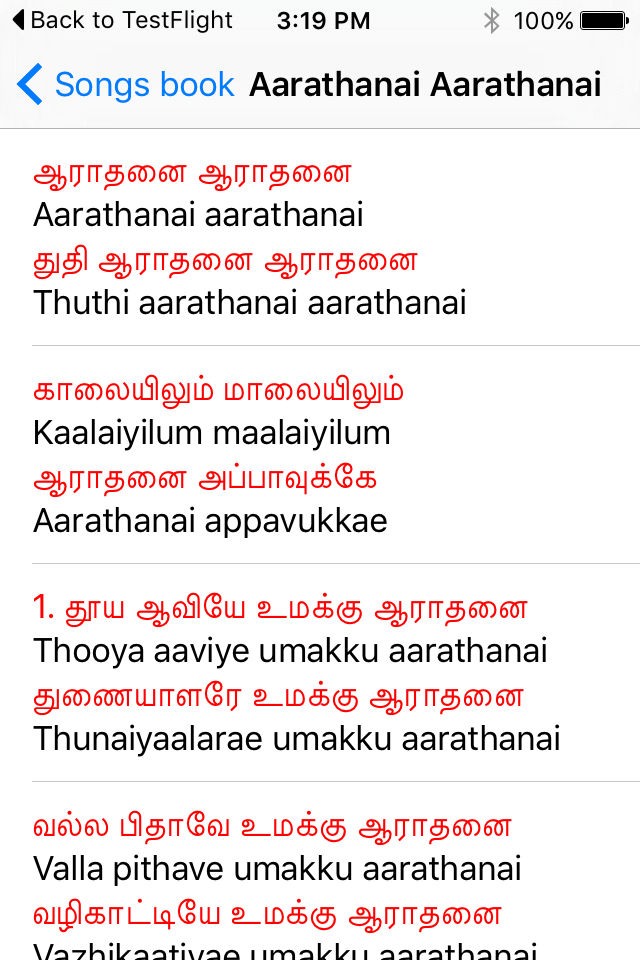 Back to TestFlight 3:19 PM 100%
Songs book Aarathanai Aarathanai
ஆராதனை ஆராதனை
Aarathanai aarathanai
துதி ஆராதனை ஆராதனை
Thuthi aarathanai aarathanai
காலையிலும் மாலையிலும்
Kaalaiyilum maalaiyilum
ஆராதனை அப்பாவுக்கே
Aarathanai appavukkae
1. தூய ஆவியே உமக்கு ஆராதனை
Thooya aaviye umakku aarathanai
துணையாளரே உமக்கு ஆராதனை
Thunaiyaalarae umakku aarathanai
வல்ல பிதாவே உமக்கு ஆராதனை
Valla pithave umakku aarathanai
வழிகாட்டியே உமக்கு ஆராதனை
Vazhikaatiyae umakku aarathanai